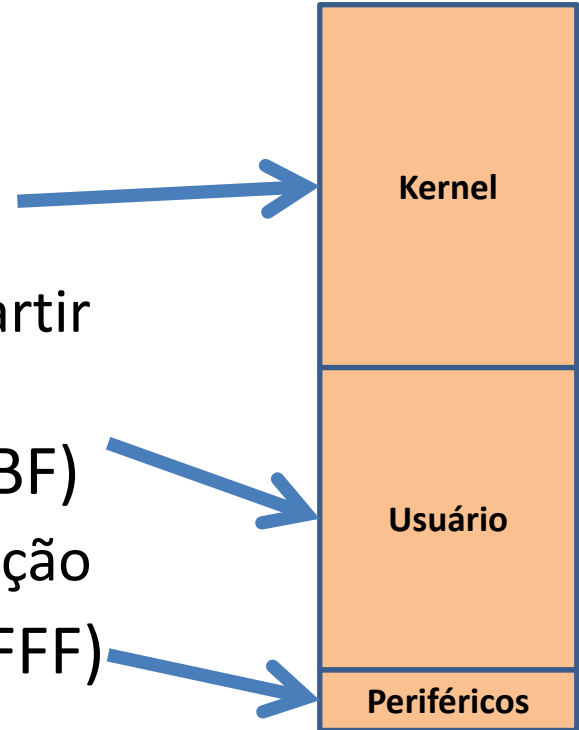 Kernel
artir
BF)
Usuário
ção
FFF)
Periféricos